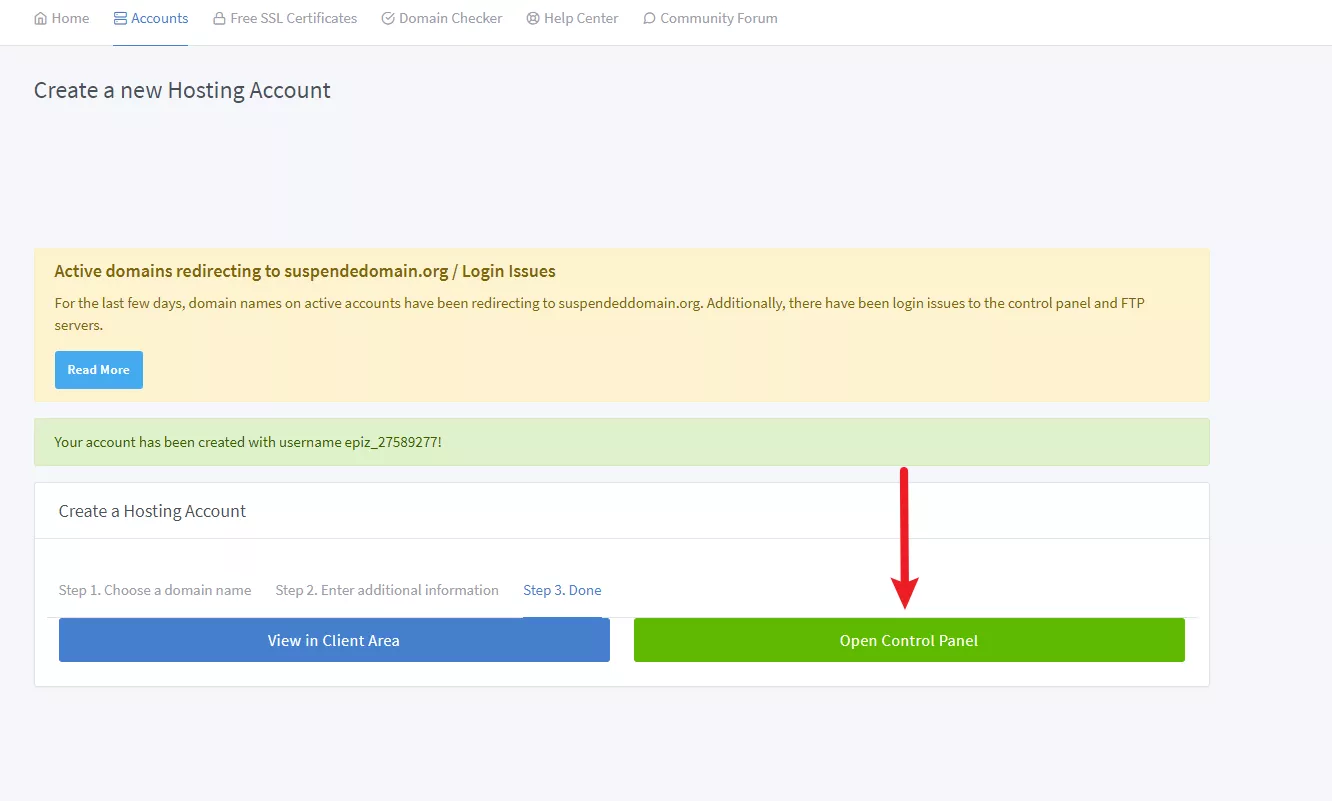 Home Accounts Free SSL Certificates Domain Checker Help Center Community Forum
Create a new Hosting Account
Active domains redirecting to suspendedomain.org / Login Issues
For the last few days, domain names on active accounts have been redirecting to suspendeddomain.org. Additionally, there have been login issues to the control panel and FTP
servers.
Read More
Your account has been created with username epiz_27589277!
Create a Hosting Account
Step 1. Choose a domain name Step 2. Enter additional information Step 3. Done
View in Client Area Open Control Panel